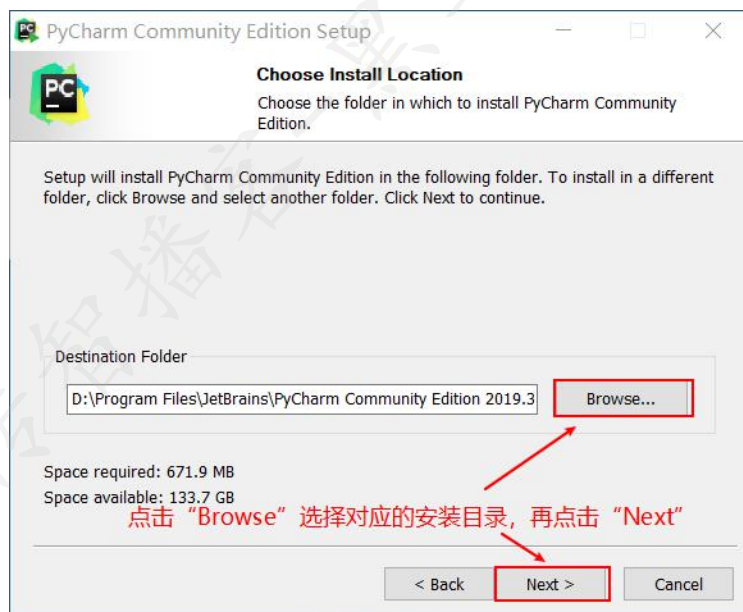 PyCharm Community Edition Setup
PC
Choose Install Location
Choose the folder in which to install PyCharm Community
Edition.
Setup will install PyCharm Community Edition in the following folder. To install in a different
folder, click Browse and select another folder. Click Next to continue.
Destination Folder
D:\Program Files\JetBrains\PyCharm Community Edition 2019.3
Browse...
Space required: 671.9 MB
Space available: 133.7 GB
点击“Browse”选择对应的安装目录，再点击“Next”
< Back
Next >
Cancel
智播客-黑